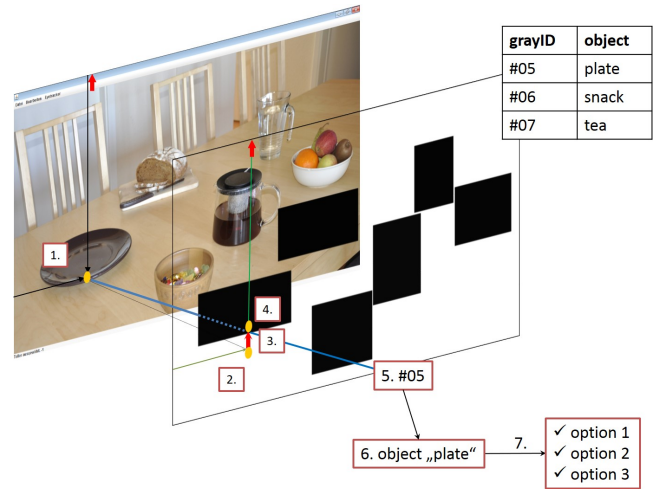 grayID object
#05 plate
#06 snack
#07 tea
1.
4.
3.
2.
5. #05
6. object „plate“
7.
✓ option 1
✓ option 2
✓ option 3